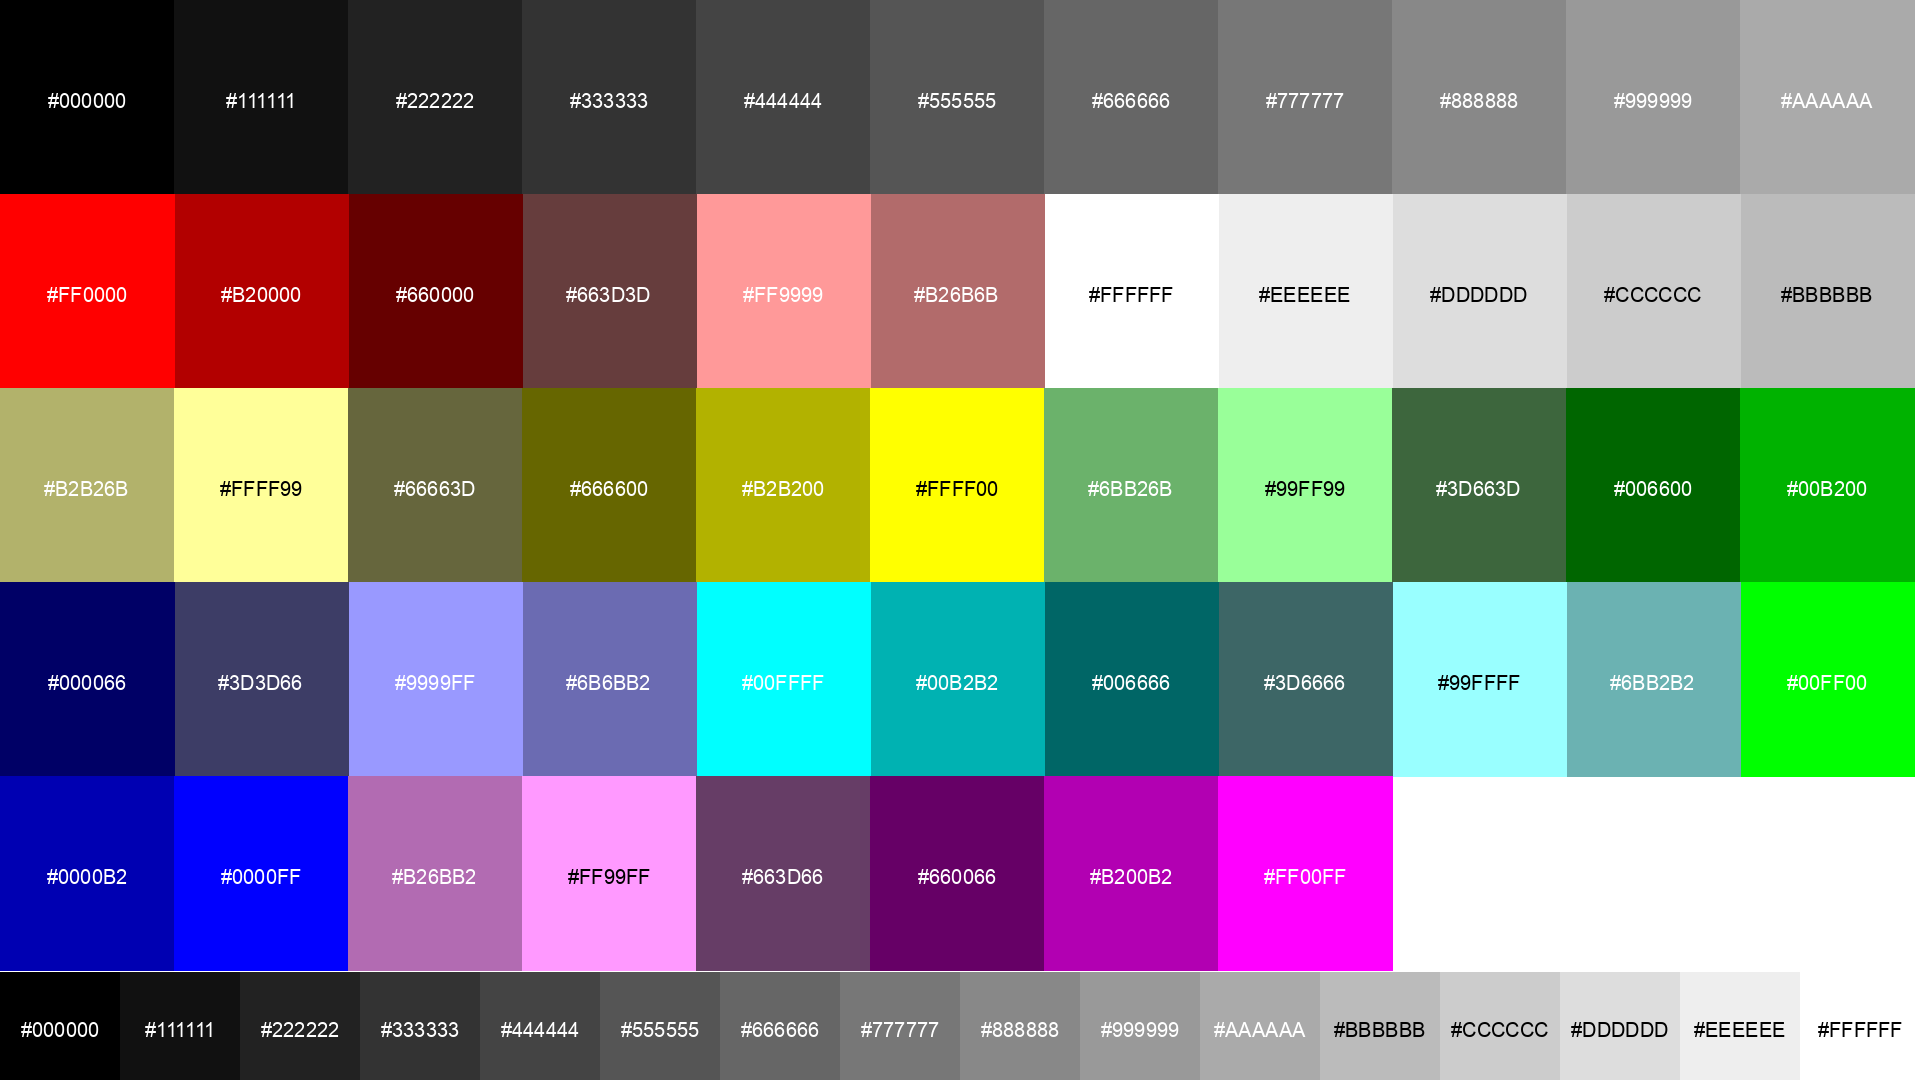 #000000 #111111 #222222 #333333 #444444 #555555 #666666 #777777 #888888 #999999 #AAAAAA
#FF0000 #B20000 #660000 #663D3D #FF9999 #B26B6B #FFFFFF #EEEEEE #DDDDDD #CCCCCC #BBBBBB
#B2B26B #FFFF99 #66663D #666600 #B2B200 #FFFF00 #6BB26B #99FF99 #3D663D #006600 #00B200
#000066 #3D3D66 #9999FF #6B6BB2 #00FFFF #00B2B2 #006666 #3D6666 #99FFFF #6BB2B2 #00FF00
#0000B2 #0000FF #B26BB2 #FF99FF #663D66 #660066 #B200B2 #FF00FF
#000000 #111111 #222222 #333333 #444444 #555555 #666666 #777777 #888888 #999999 #AAAAAA #BBBBBB #CCCCCC #DDDDDD #EEEEEE #FFFFFF